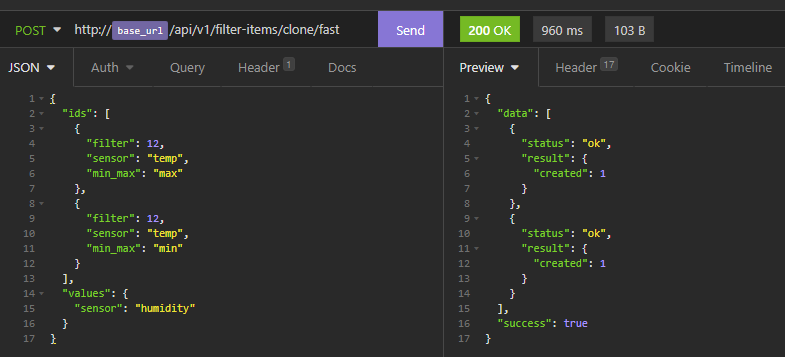 POST http:// base_url /api/v1/filter-items/clone/fast Send 200 OK 960 ms 103 B
JSON Auth Query Header 1 Docs
Preview Header 17 Cookie Timeline
1 {
2 "ids": [
3 {
4 "filter": 12,
5 "sensor": "temp",
6 "min_max": "max"
7 },
8 {
9 "filter": 12,
10 "sensor": "temp",
11 "min_max": "min"
12 }
13 ],
14 "values": {
15 "sensor": "humidity"
16 }
17 }
1 {
2 "data": [
3 {
4 "status": "ok",
5 "result": {
6 "created": 1
7 }
8 },
9 {
10 "status": "ok",
11 "result": {
12 "created": 1
13 }
14 }
15 ],
16 "success": true
17 }